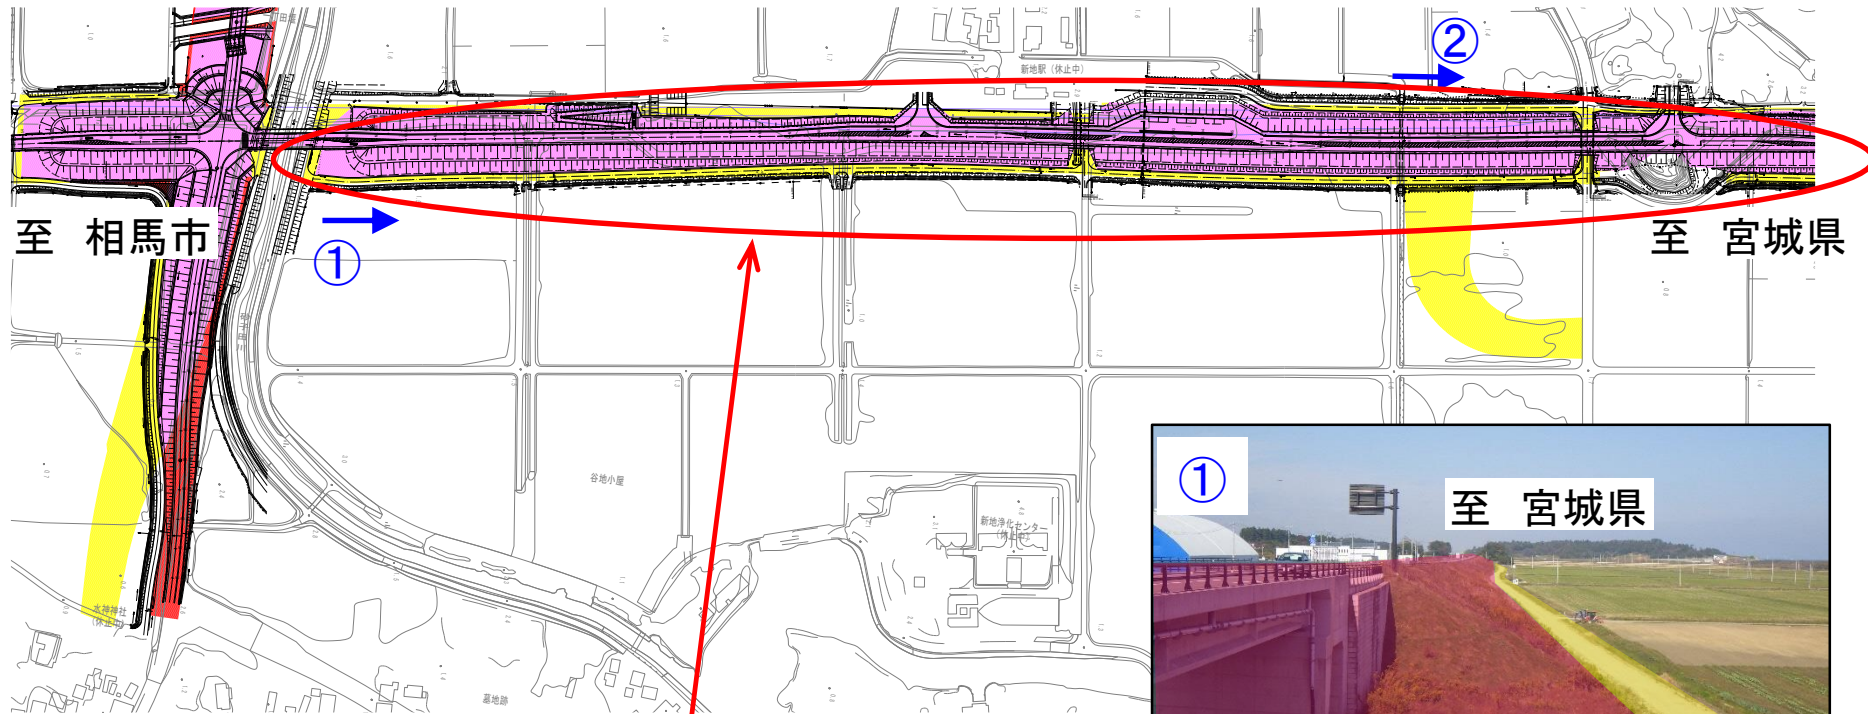 ②
新地駅（休止中）
至 相馬市
①
至 宮城県
谷地小屋
新地浄化センター
（休止中）
水神神社
（休止中）
墓地跡
①
至 宮城県